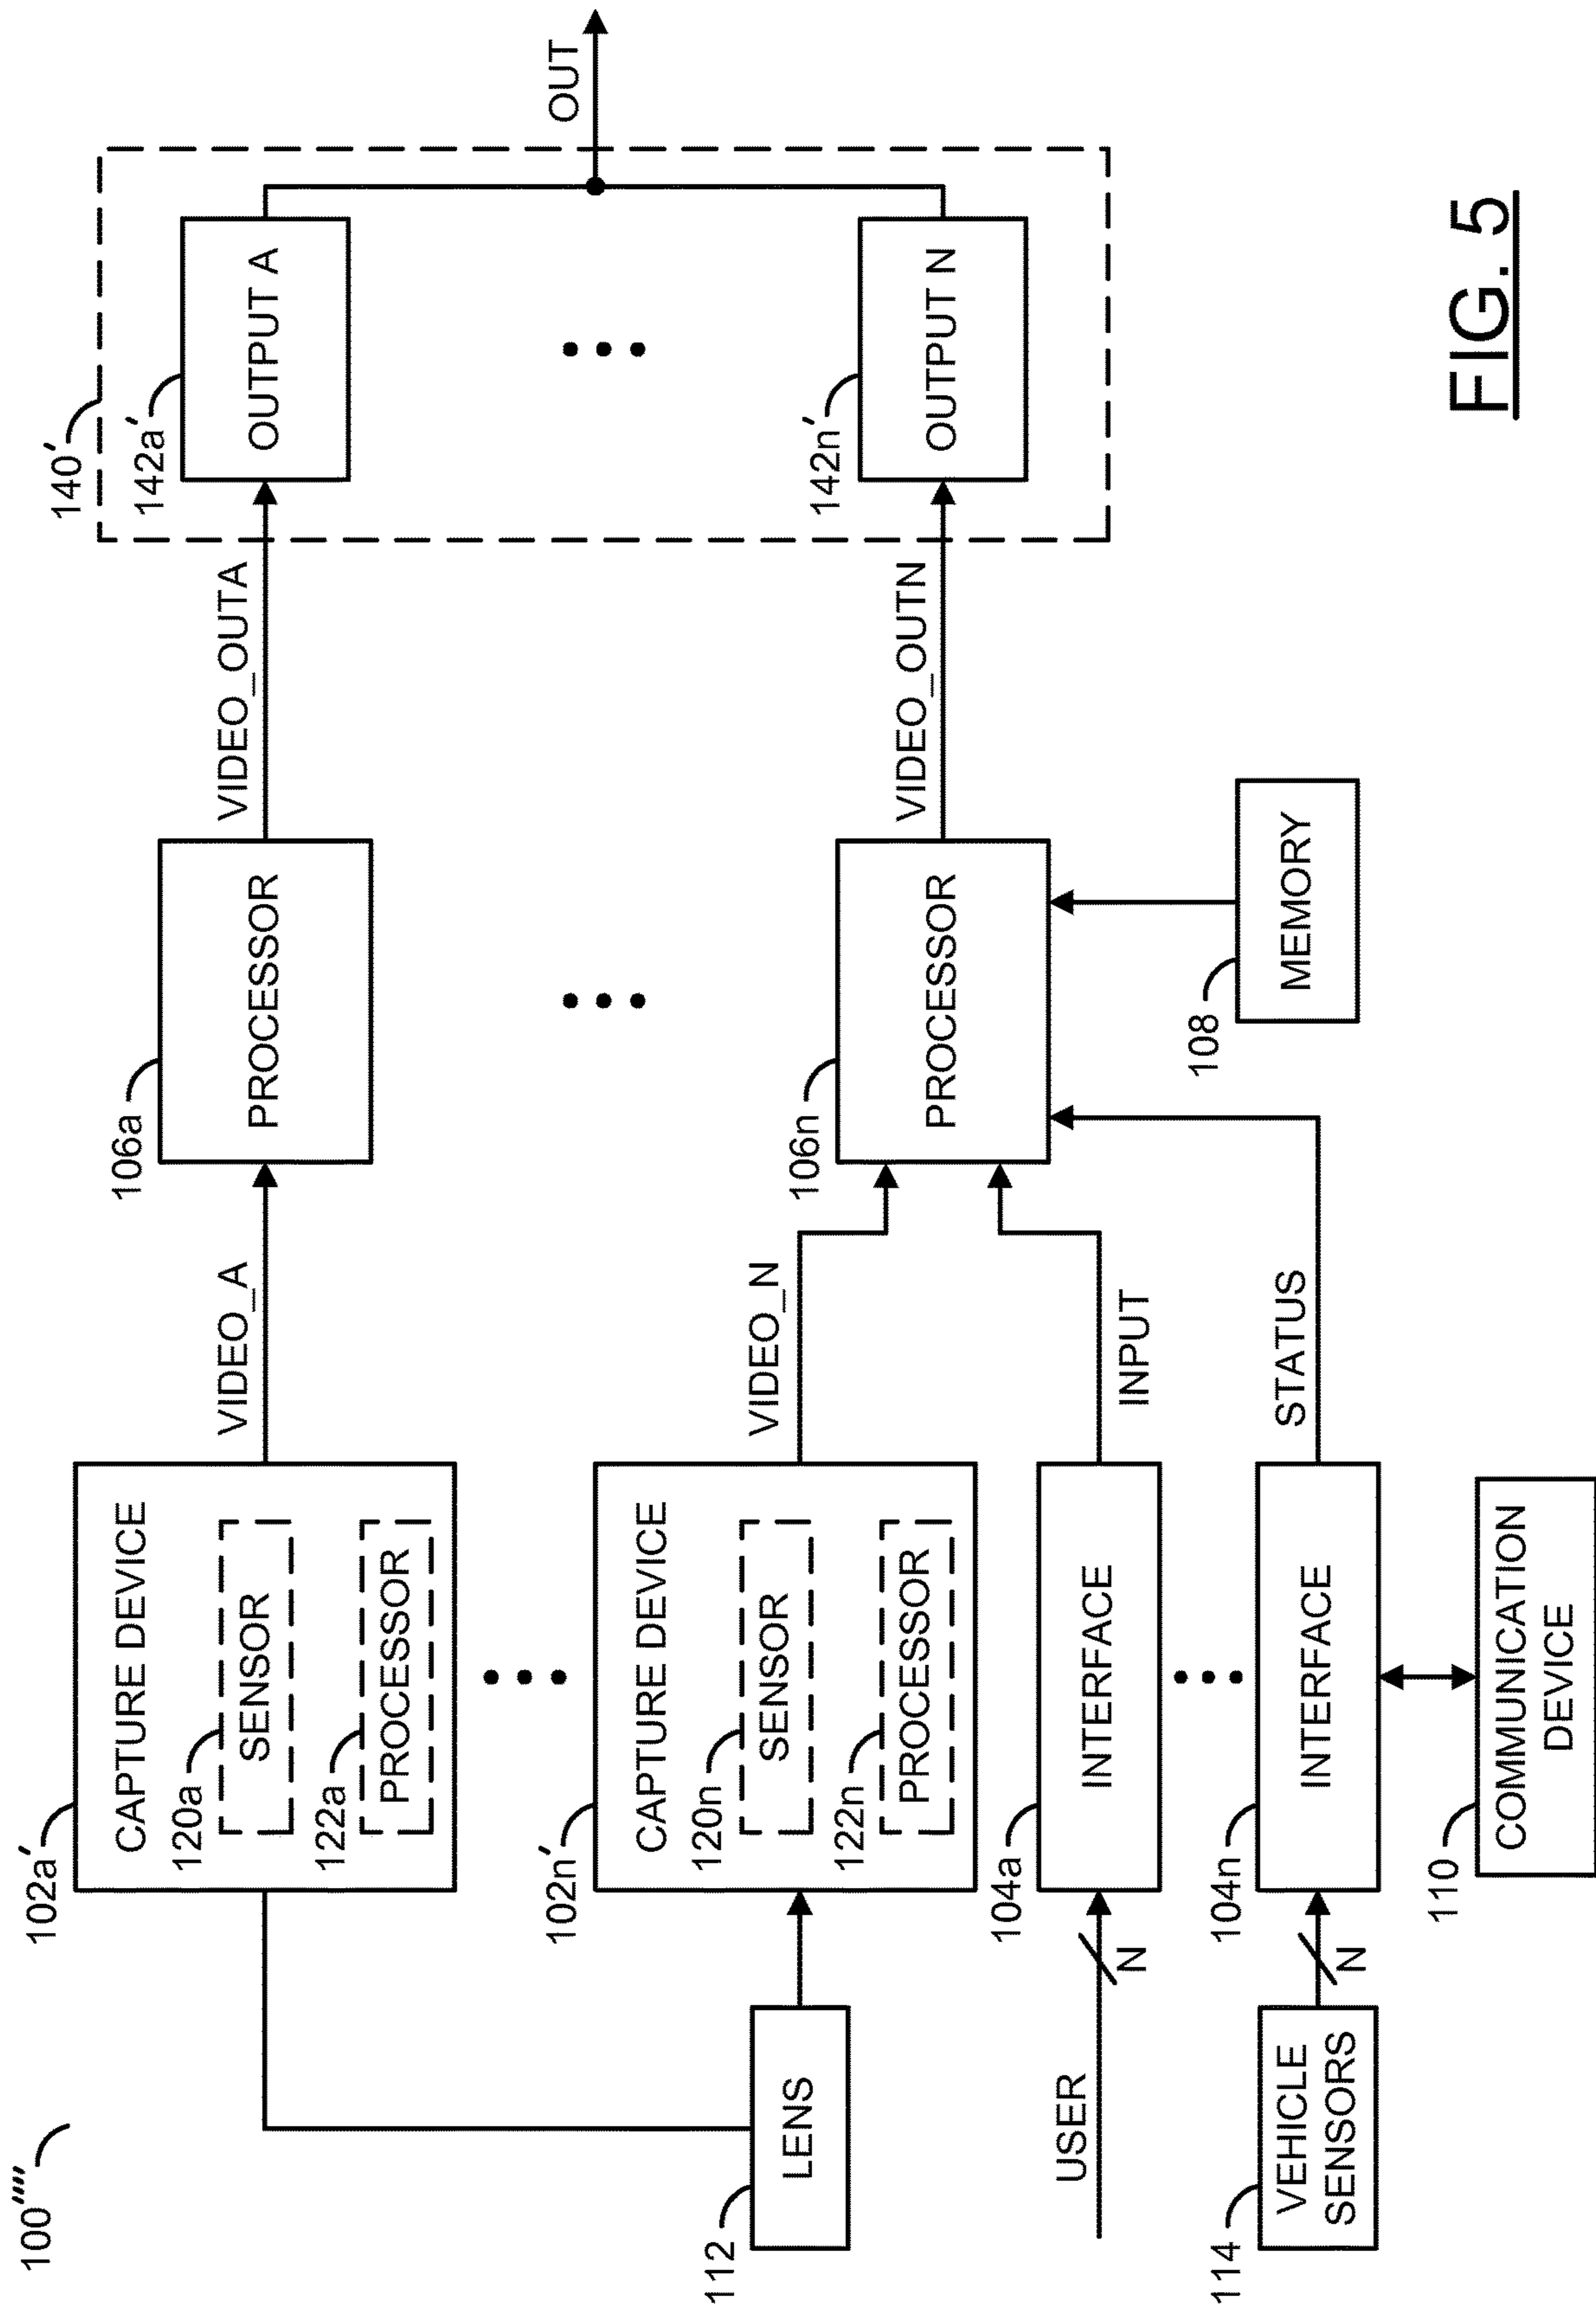 100''''
102a'
CAPTURE DEVICE
120a
SENSOR
122a
PROCESSOR
VIDEO_A
106a
PROCESSOR
VIDEO_OUTA
140'
142a'
OUTPUT A
OUT
102n'
CAPTURE DEVICE
120n
SENSOR
122n
PROCESSOR
VIDEO_N
106n
PROCESSOR
VIDEO_OUTN
142n'
OUTPUT N
112
LENS
USER
N
104a
INTERFACE
INPUT
114
VEHICLE
SENSORS
N
104n
INTERFACE
STATUS
108
MEMORY
110
COMMUNICATION
DEVICE
FIG. 5